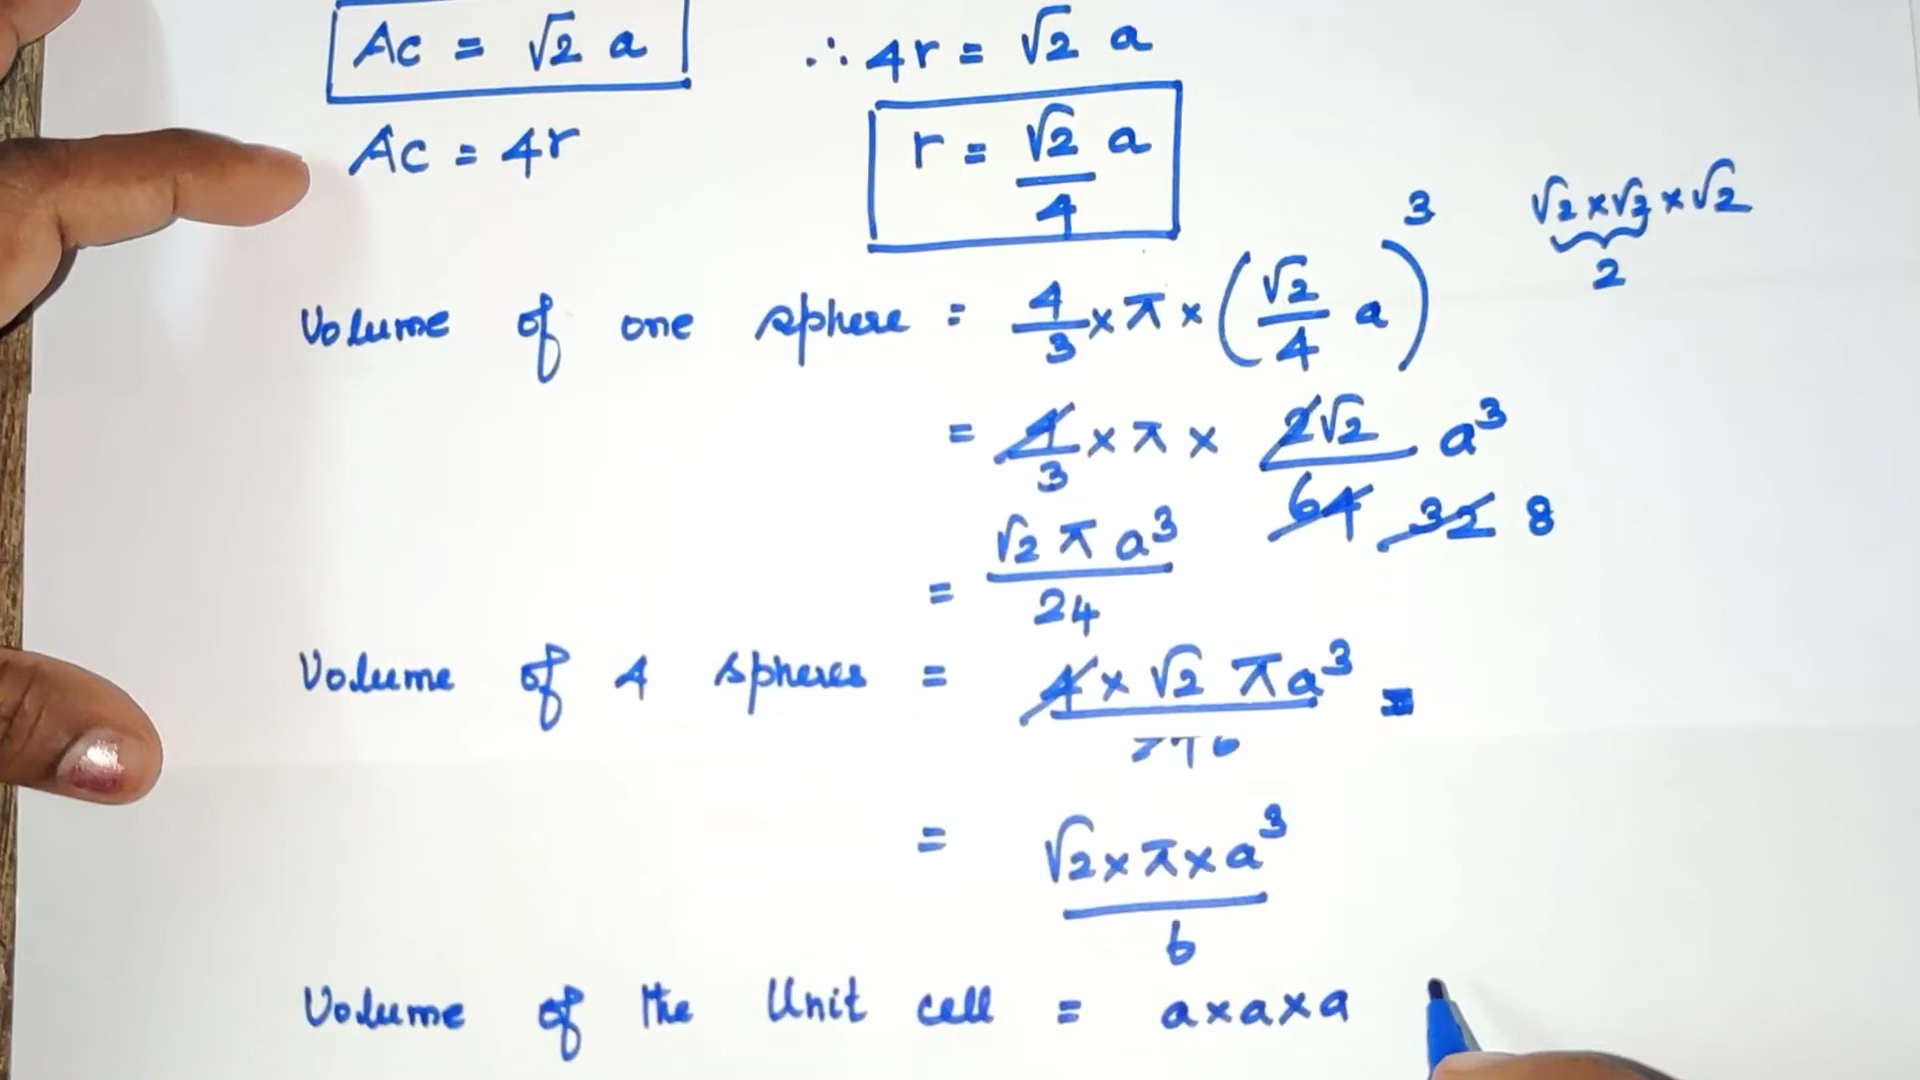 AC = √2 a
∴ 4r = √2 a
AC = 4r
r = √2/4 a
√2 × √2 × √2
2
Volume of one sphere = 4/3 × π × (√2/4 a)³
= 4/3 × π × 2√2/64 32 8 a³
= √2 π a³/24
Volume of 4 spheres = 4 × √2 π a³ =
= √2 × π × a³/6
Volume of the Unit cell = a × a × a